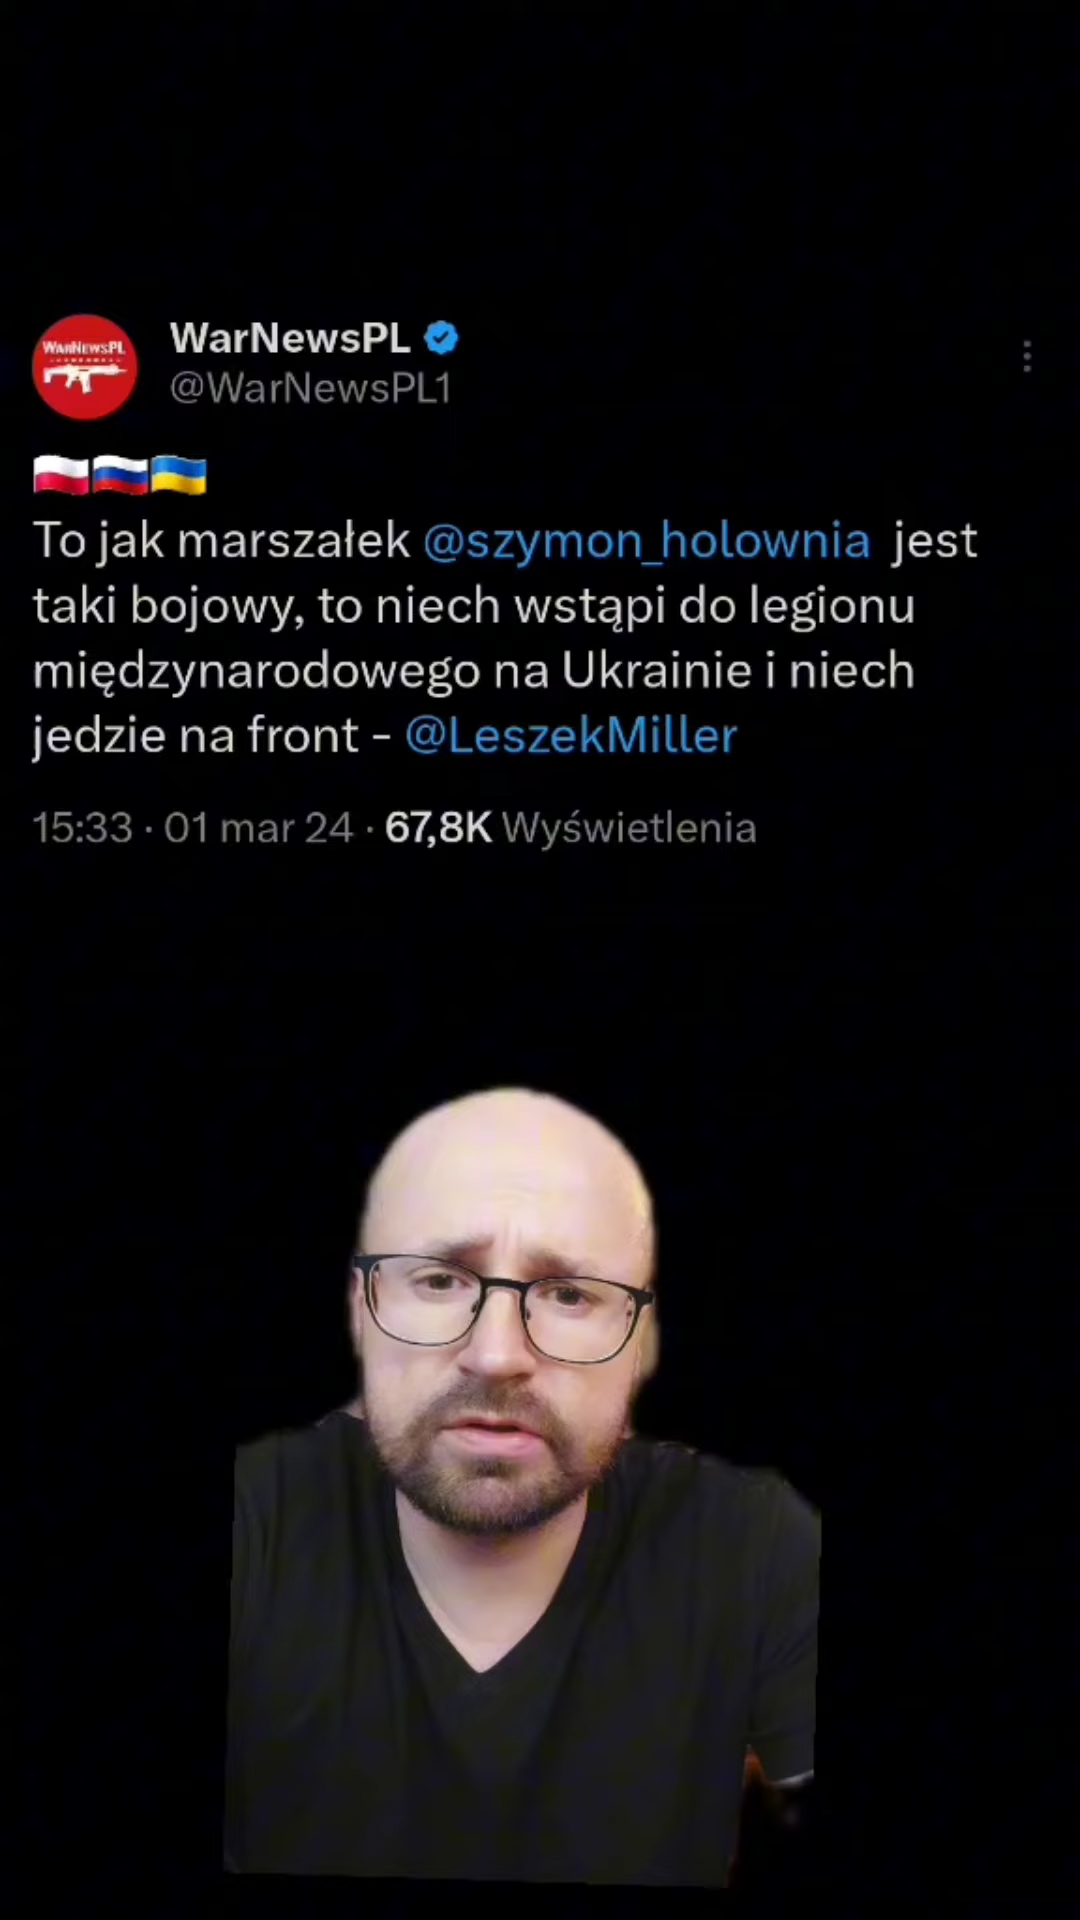 WARNEWSPL
WarNewsPL
@WarNewsPL1
To jak marszałek @szymon_holownia jest
taki bojowy, to niech wstąpi do legionu
międzynarodowego na Ukrainie i niech
jedzie na front - @LeszekMiller
15:33 · 01 mar 24 · 67,8K Wyświetlenia